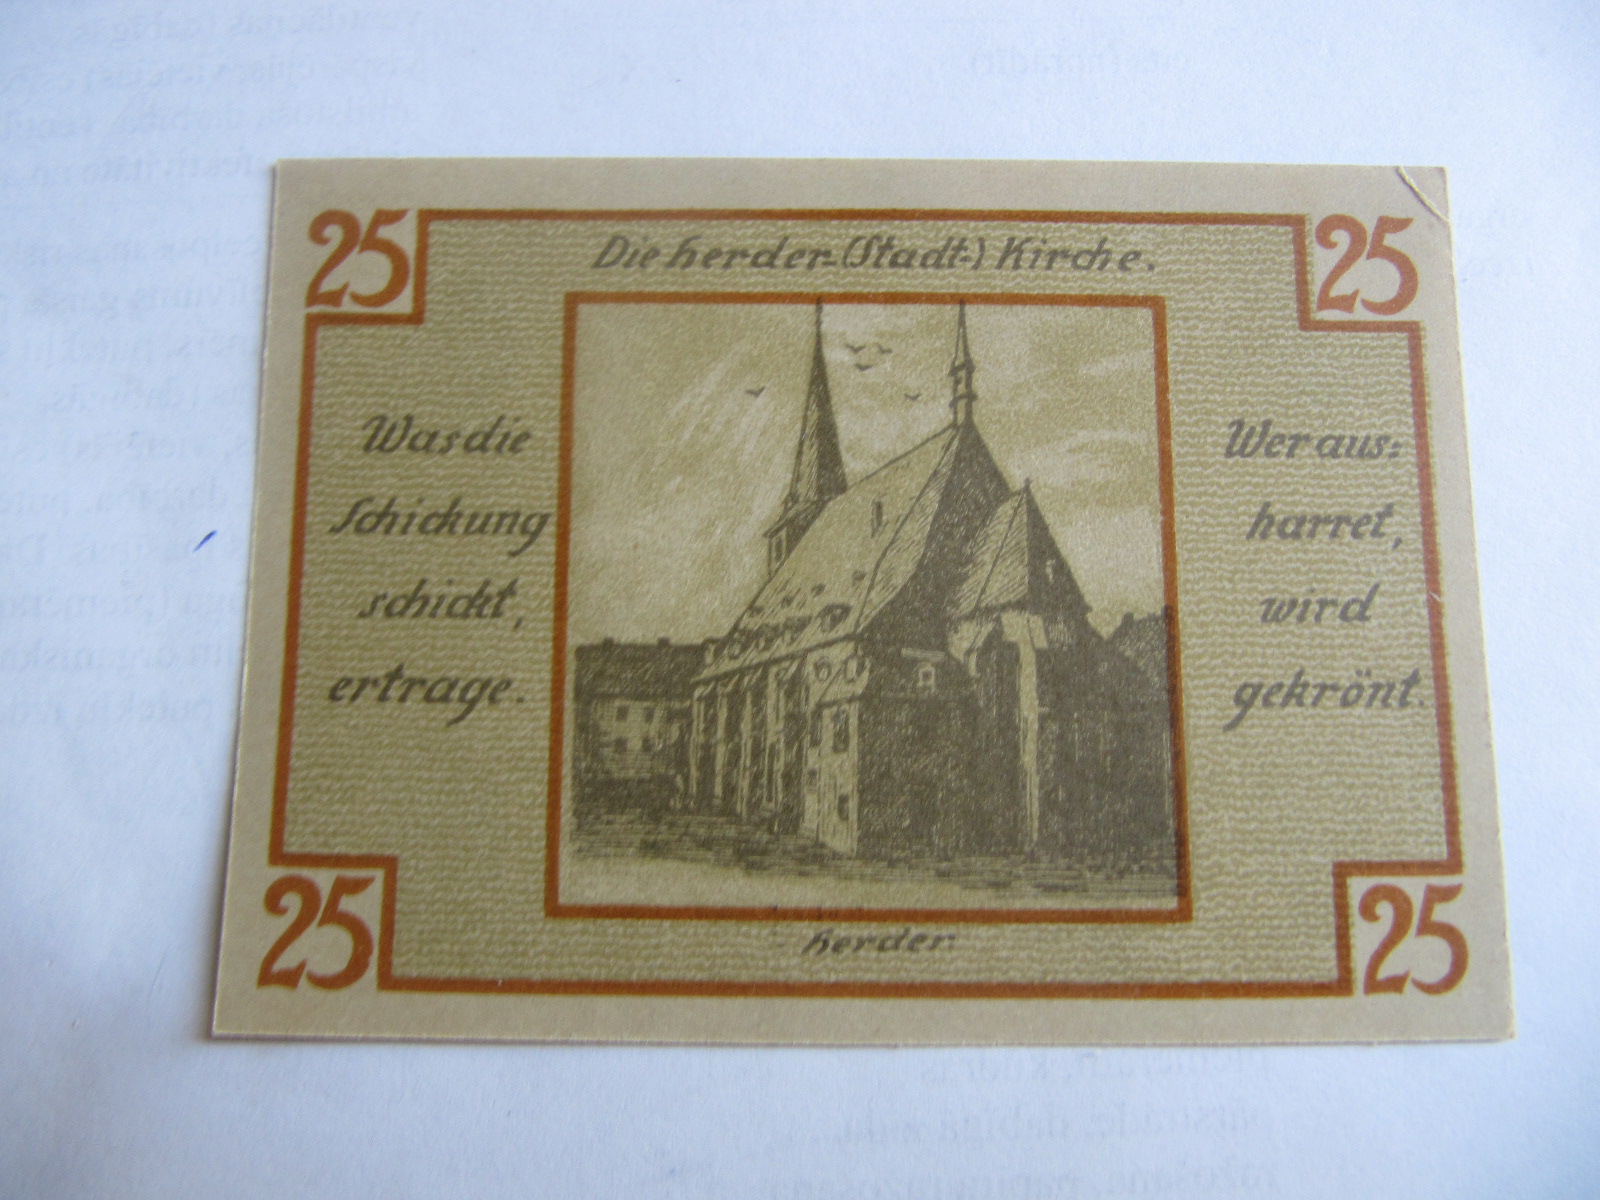 25
25
Die Herder-(Stadt-) Kirche.
Was die
Schickung
schickt,
ertrage.
Wer aus=
harret,
wird
gekrönt.
Herder.
25
25